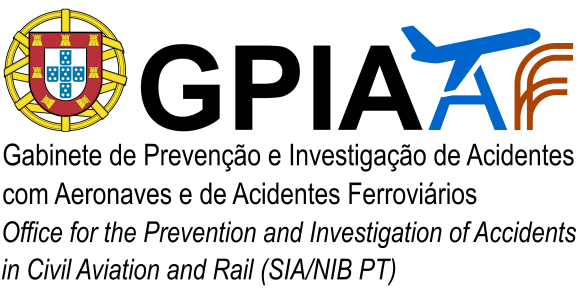 GPIAAF
Gabinete de Prevenção e Investigação de Acidentes
com Aeronaves e de Acidentes Ferroviários
Office for the Prevention and Investigation of Accidents
in Civil Aviation and Rail (SIA/NIB PT)